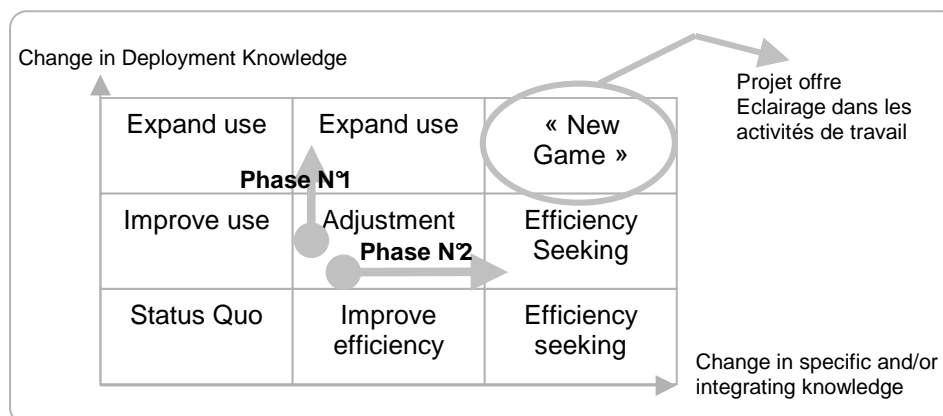 Change in Deployment Knowledge
Projet offre
Eclairage dans les
activités de travail
Expand use
Expand use
« New
Game »
Phase N°1
Improve use
Adjustment
Efficiency
Seeking
Phase N°2
Status Quo
Improve
efficiency
Efficiency
seeking
Change in specific and/or
integrating knowledge